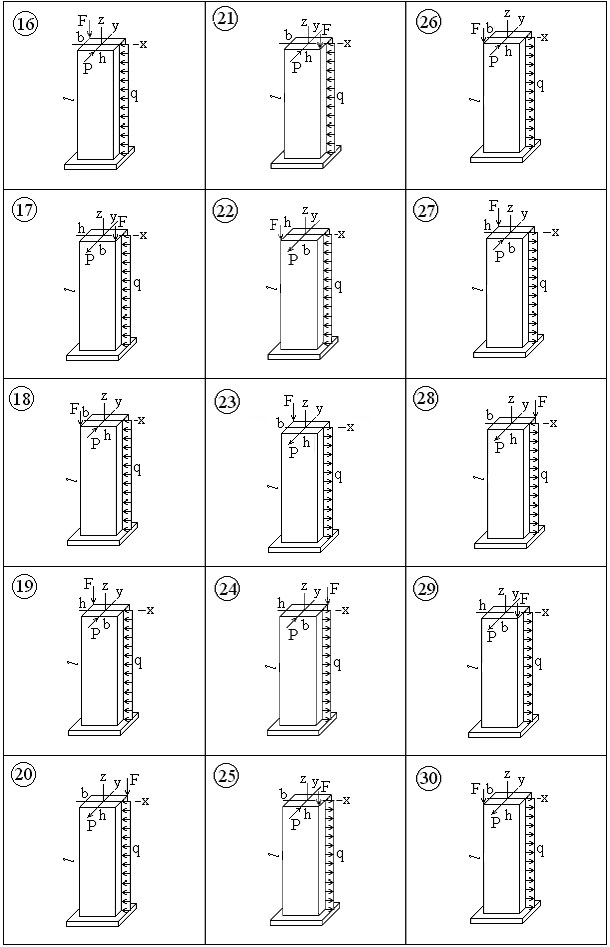 16 F z y b -x P h l q
21 z y F b -x P h l q
26 F b z y -x P h l q
17 z y F h -x P b l q
22 F h z y -x P b l q
27 F z y h -x P b l q
18 F b z y -x P h l q
23 F z y b -x P h l q
28 z y F b -x P h l q
19 F z y h -x P b l q
24 z y F h -x P b l q
29 z y F h -x P b l q
20 z y F b -x P h l q
25 z y F b -x P h l q
30 F b z y -x P h l q